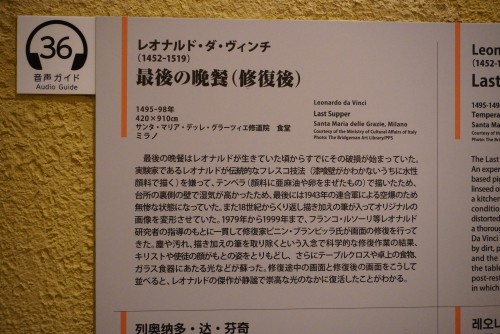 36
音声ガイド
Audio Guide
レオナルド・ダ・ヴィンチ
(1452-1519)
最後の晩餐(修復後)
1495-98年
420×910㎝
サンタ・マリア・デッレ・グラーツィエ修道院 食堂
ミラノ
Leonardo da Vinci
Last Supper
Santa Maria delle Grazie, Milano
Courtesy of the Ministry of Cultural Affairs of Italy
Photo: The Bridgeman Art Library/PPS
最後の晩餐はレオナルドが生きていた頃からすでにその破損が始まっていた。
実験家であるレオナルドが伝統的なフレスコ技法(漆喰壁がかわかないうちに水性
顔料で描く)を嫌って、テンペラ(顔料に亜麻油や卵をまぜたもの)で描いたため、
台所の裏側の壁で湿気が高かったため、最後には1943年の連合軍による空爆のため
無惨な状態になっていた。また18世紀からくり返し描き加えの筆が入ってオリジナルの
画像を変形させていた。1979年から1999年まで、フランコ・ルソーリ等レオナルド
研究者の指導のもとに一貫して修復家ピニン・ブランビッラ氏が画面の修復を行って
きた。塵や汚れ、描き加えの筆を取り除くという入念で科学的な修復作業の結果、
キリストや使徒の顔がもとの姿をとりもどし、さらにテーブルクロスや卓上の食物、
ガラス食器にあたる光などが蘇った。修復途中の画面と修復後の画面をこうして
並べると、レオナルドの傑作が静謐で崇高な光のなかに復活したことがわかる。
列奥纳多・达・芬奇
Leon
(1452-1
Las
1495-149
Tempera
Santa Mar
Courtesy of
Photo: The
The Last
An exper
based pi
linseed o
a kitchen
conditio
distorted
a thorou
Da Vinci
by dirt, p
and the
the table
post-rest
in which
레오나